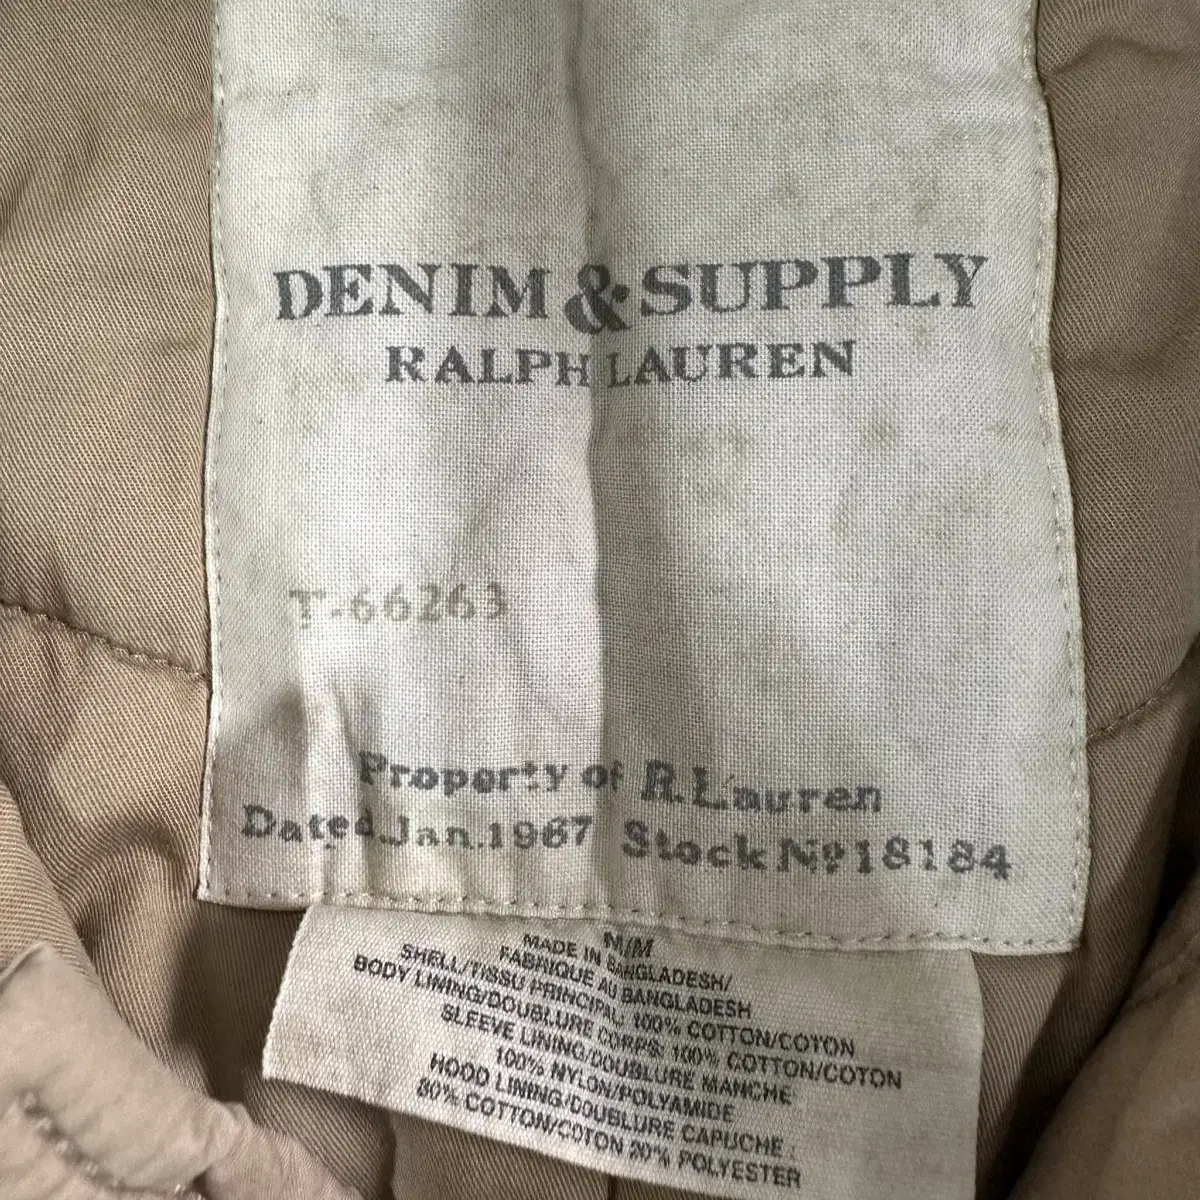 DENIM & SUPPLY
RALPH LAUREN
T-66263
Property of R.Lauren
Dated Jan.1967 Stock No 18184
M/M
MADE IN BANGLADESH/
FABRIQUE AU BANGLADESH
SHELL/TISSU PRINCIPAL: 100% COTTON/COTON
BODY LINING/DOUBLURE CORPS: 100% COTTON/COTON
SLEEVE LINING/DOUBLURE MANCHE
100% NYLON/POLYAMIDE
HOOD LINING/DOUBLURE CAPUCHE :
80% COTTON/COTON 20% POLYESTER